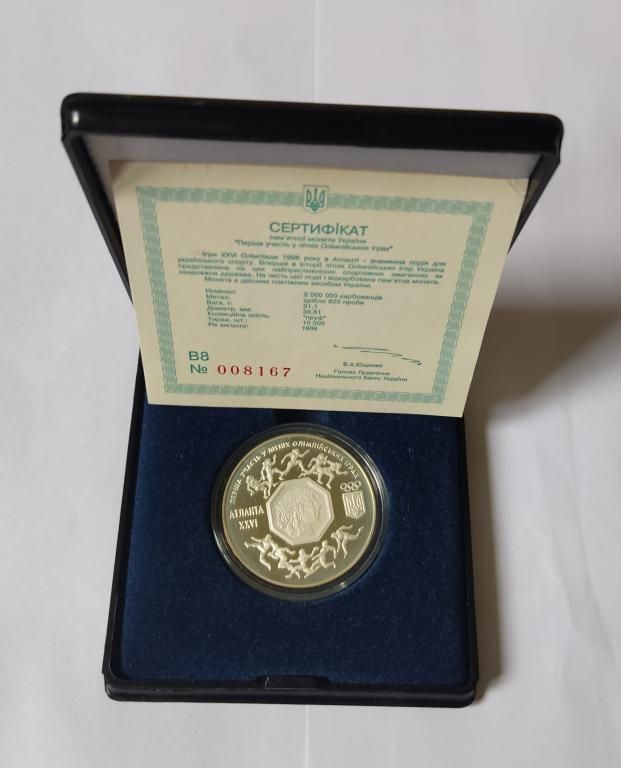 СЕРТИФІКАТ
пам'ятної монети України
"Перша участь у літніх Олімпійських іграх"
Ігри XXVI Олімпіади 1996 року в Атланті - знаменна подія для
українського спорту. Вперше в історії літніх Олімпійських ігор Україна
представлена на цих найпрестижніших спортивних змаганнях як
незалежна держава. На честь цієї події і відкарбована пам'ятна монета.
Монета є дійсним платіжним засобом України.
Номінал: 2 000 000 карбованців
Метал: срібло 925 проби
Вага, г: 31,1
Діаметр, мм: 38,61
Колекційна якість: "пруф"
Тираж, шт.: 10 000
Рік випуску: 1996
В8
№ 008167
В.А.Ющенко
Голова Правління
Національного банку України
ПЕРША УЧАСТЬ У ЛІТНІХ ОЛІМПІЙСЬКИХ ІГРАХ
АТЛАНТА
XXVI